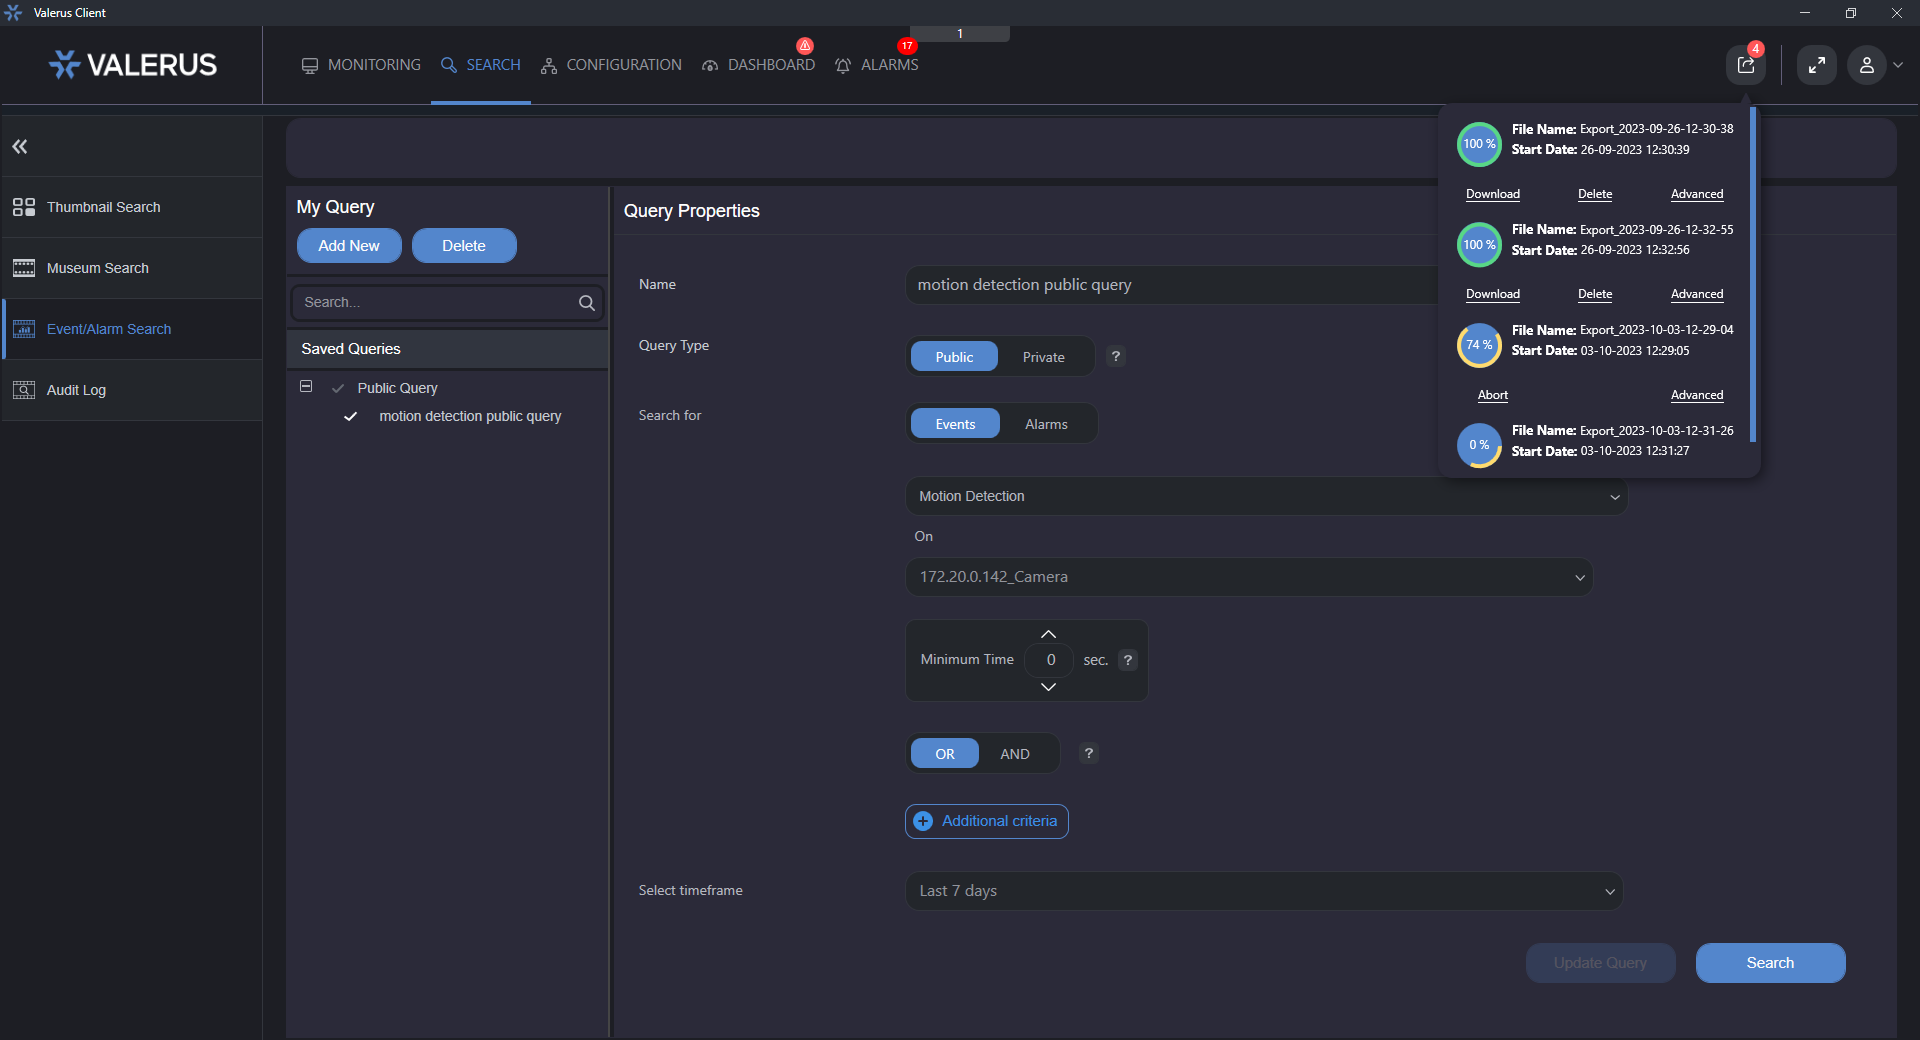 Valerus Client
VALERUS
MONITORING
SEARCH
CONFIGURATION
DASHBOARD
17
ALARMS
1
4
Thumbnail Search
Museum Search
Event/Alarm Search
Audit Log
My Query
Add New
Delete
Search...
Saved Queries
Public Query
motion detection public query
Query Properties
Name
motion detection public query
Query Type
Public
Private
?
Search for
Events
Alarms
Motion Detection
On
172.20.0.142_Camera
Minimum Time
0
sec.
?
OR
AND
?
Additional criteria
Select timeframe
Last 7 days
Update Query
Search
100 %
File Name: Export_2023-09-26-12-30-38
Start Date: 26-09-2023 12:30:39
Download
Delete
Advanced
100 %
File Name: Export_2023-09-26-12-32-55
Start Date: 26-09-2023 12:32:56
Download
Delete
Advanced
74 %
File Name: Export_2023-10-03-12-29-04
Start Date: 03-10-2023 12:29:05
Abort
Advanced
0 %
File Name: Export_2023-10-03-12-31-26
Start Date: 03-10-2023 12:31:27